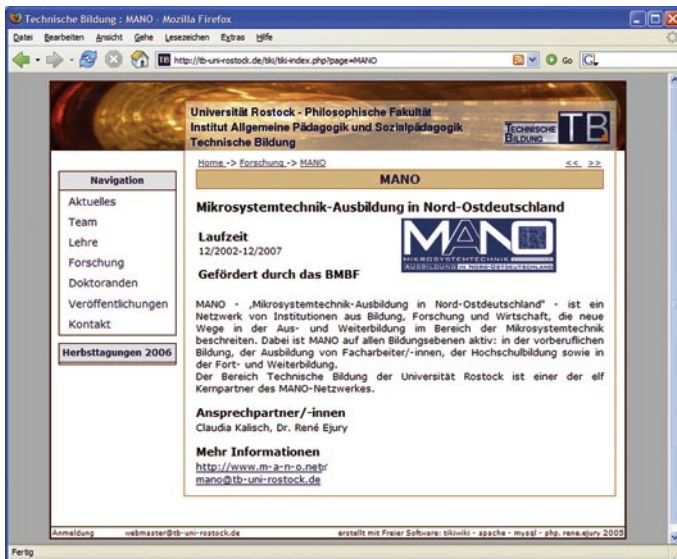 Technische Bildung : MANO - Mozilla Firefox
Datei Bearbeiten Ansicht Gehe Lesezeichen Extras Hilfe
TB http://tb-uni-rostock.de/tiki/tiki-index.php?page=MANO Go G
Universität Rostock - Philosophische Fakultät
Institut Allgemeine Pädagogik und Sozialpädagogik
Technische Bildung
TECHNISCHE
BILDUNG
TB
Home -> Forschung -> MANO << >>
Navigation
Aktuelles
Team
Lehre
Forschung
Doktoranden
Veröffentlichungen
Kontakt
Herbsttagungen 2006
MANO
Mikrosystemtechnik-Ausbildung in Nord-Ostdeutschland
Laufzeit
12/2002-12/2007
Gefördert durch das BMBF
MANO
MIKROSYSTEMTECHNIK
AUSBILDUNG IN NORD-OSTDEUTSCHLAND
MANO - „Mikrosystemtechnik-Ausbildung in Nord-Ostdeutschland" - ist ein
Netzwerk von Institutionen aus Bildung, Forschung und Wirtschaft, die neue
Wege in der Aus- und Weiterbildung im Bereich der Mikrosystemtechnik
beschreiten. Dabei ist MANO auf allen Bildungsebenen aktiv: in der vorberuflichen
Bildung, der Ausbildung von Facharbeiter/-innen, der Hochschulbildung sowie in
der Fort- und Weiterbildung.
Der Bereich Technische Bildung der Universität Rostock ist einer der elf
Kernpartner des MANO-Netzwerkes.
Ansprechpartner/-innen
Claudia Kalisch, Dr. René Ejury
Mehr Informationen
http://www.m-a-n-o.net
mano@tb-uni-rostock.de
Anmeldung webmaster@tb-uni-rostock.de erstellt mit Freier Software: tikiwiki - apache - mysql - php. rene.ejury 2005
Fertig